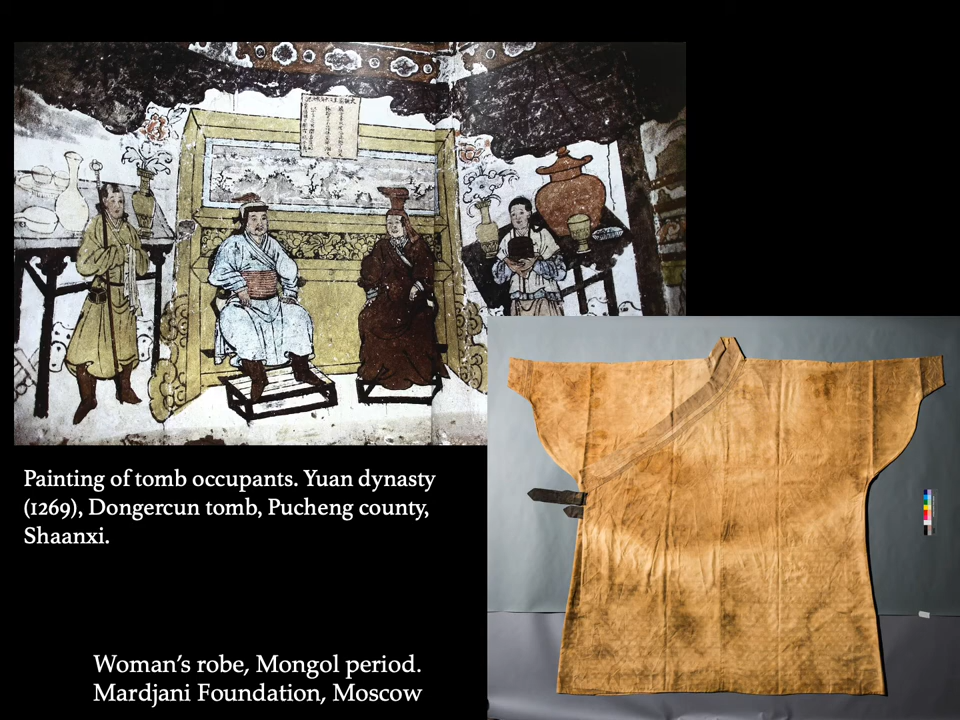 Painting of tomb occupants. Yuan dynasty
(1269), Dongercun tomb, Pucheng county,
Shaanxi.
Woman’s robe, Mongol period.
Mardjani Foundation, Moscow